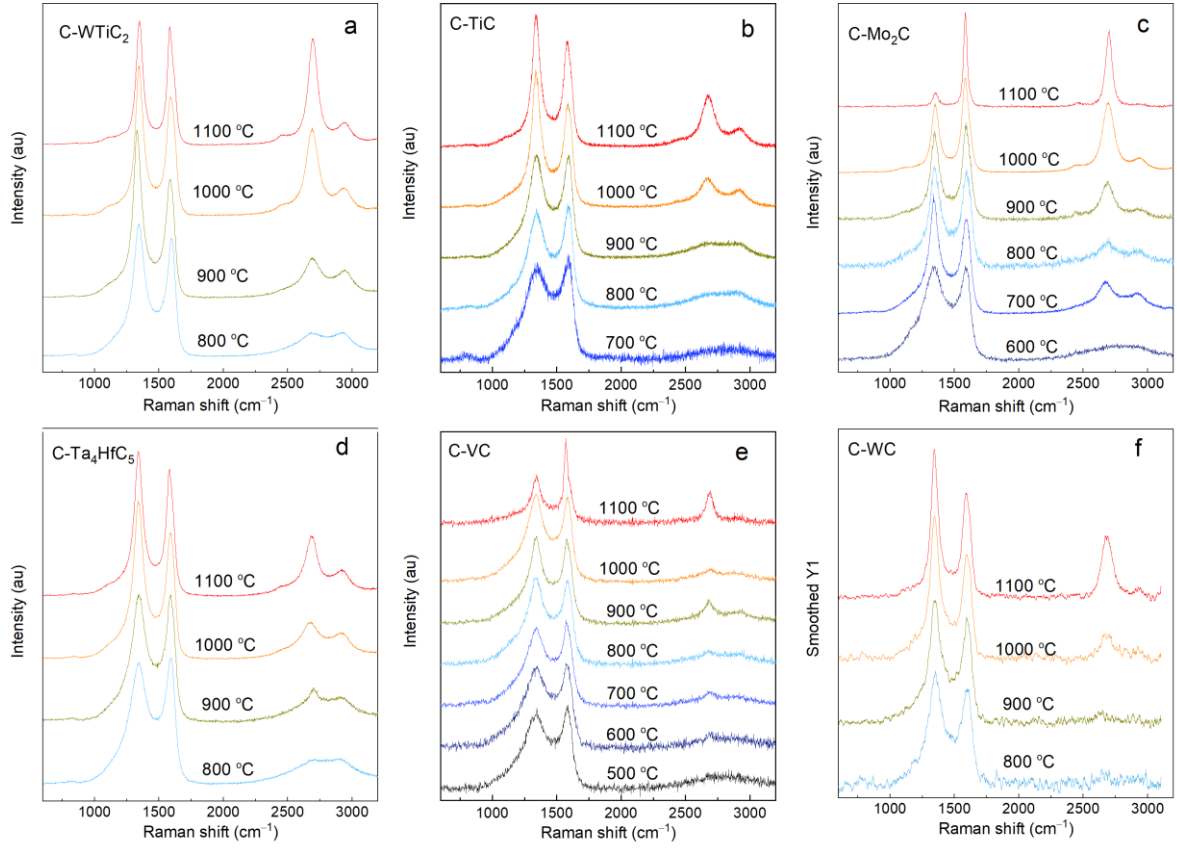 C-WTiC₂
a
1100 °C
1000 °C
900 °C
800 °C
Intensity (au)
1000 1500 2000 2500 3000
Raman shift (cm⁻¹)
C-TiC
b
1100 °C
1000 °C
900 °C
800 °C
700 °C
Intensity (au)
1000 1500 2000 2500 3000
Raman shift (cm⁻¹)
C-Mo₂C
c
1100 °C
1000 °C
900 °C
800 °C
700 °C
600 °C
Intensity (au)
1000 1500 2000 2500 3000
Raman shift (cm⁻¹)
C-Ta₄HfC₅
d
1100 °C
1000 °C
900 °C
800 °C
Intensity (au)
1000 1500 2000 2500 3000
Raman shift (cm⁻¹)
C-VC
e
1100 °C
1000 °C
900 °C
800 °C
700 °C
600 °C
500 °C
Intensity (au)
1000 1500 2000 2500 3000
Raman shift (cm⁻¹)
C-WC
f
1100 °C
1000 °C
900 °C
800 °C
Smoothed Y1
1000 1500 2000 2500 3000
Raman shift (cm⁻¹)